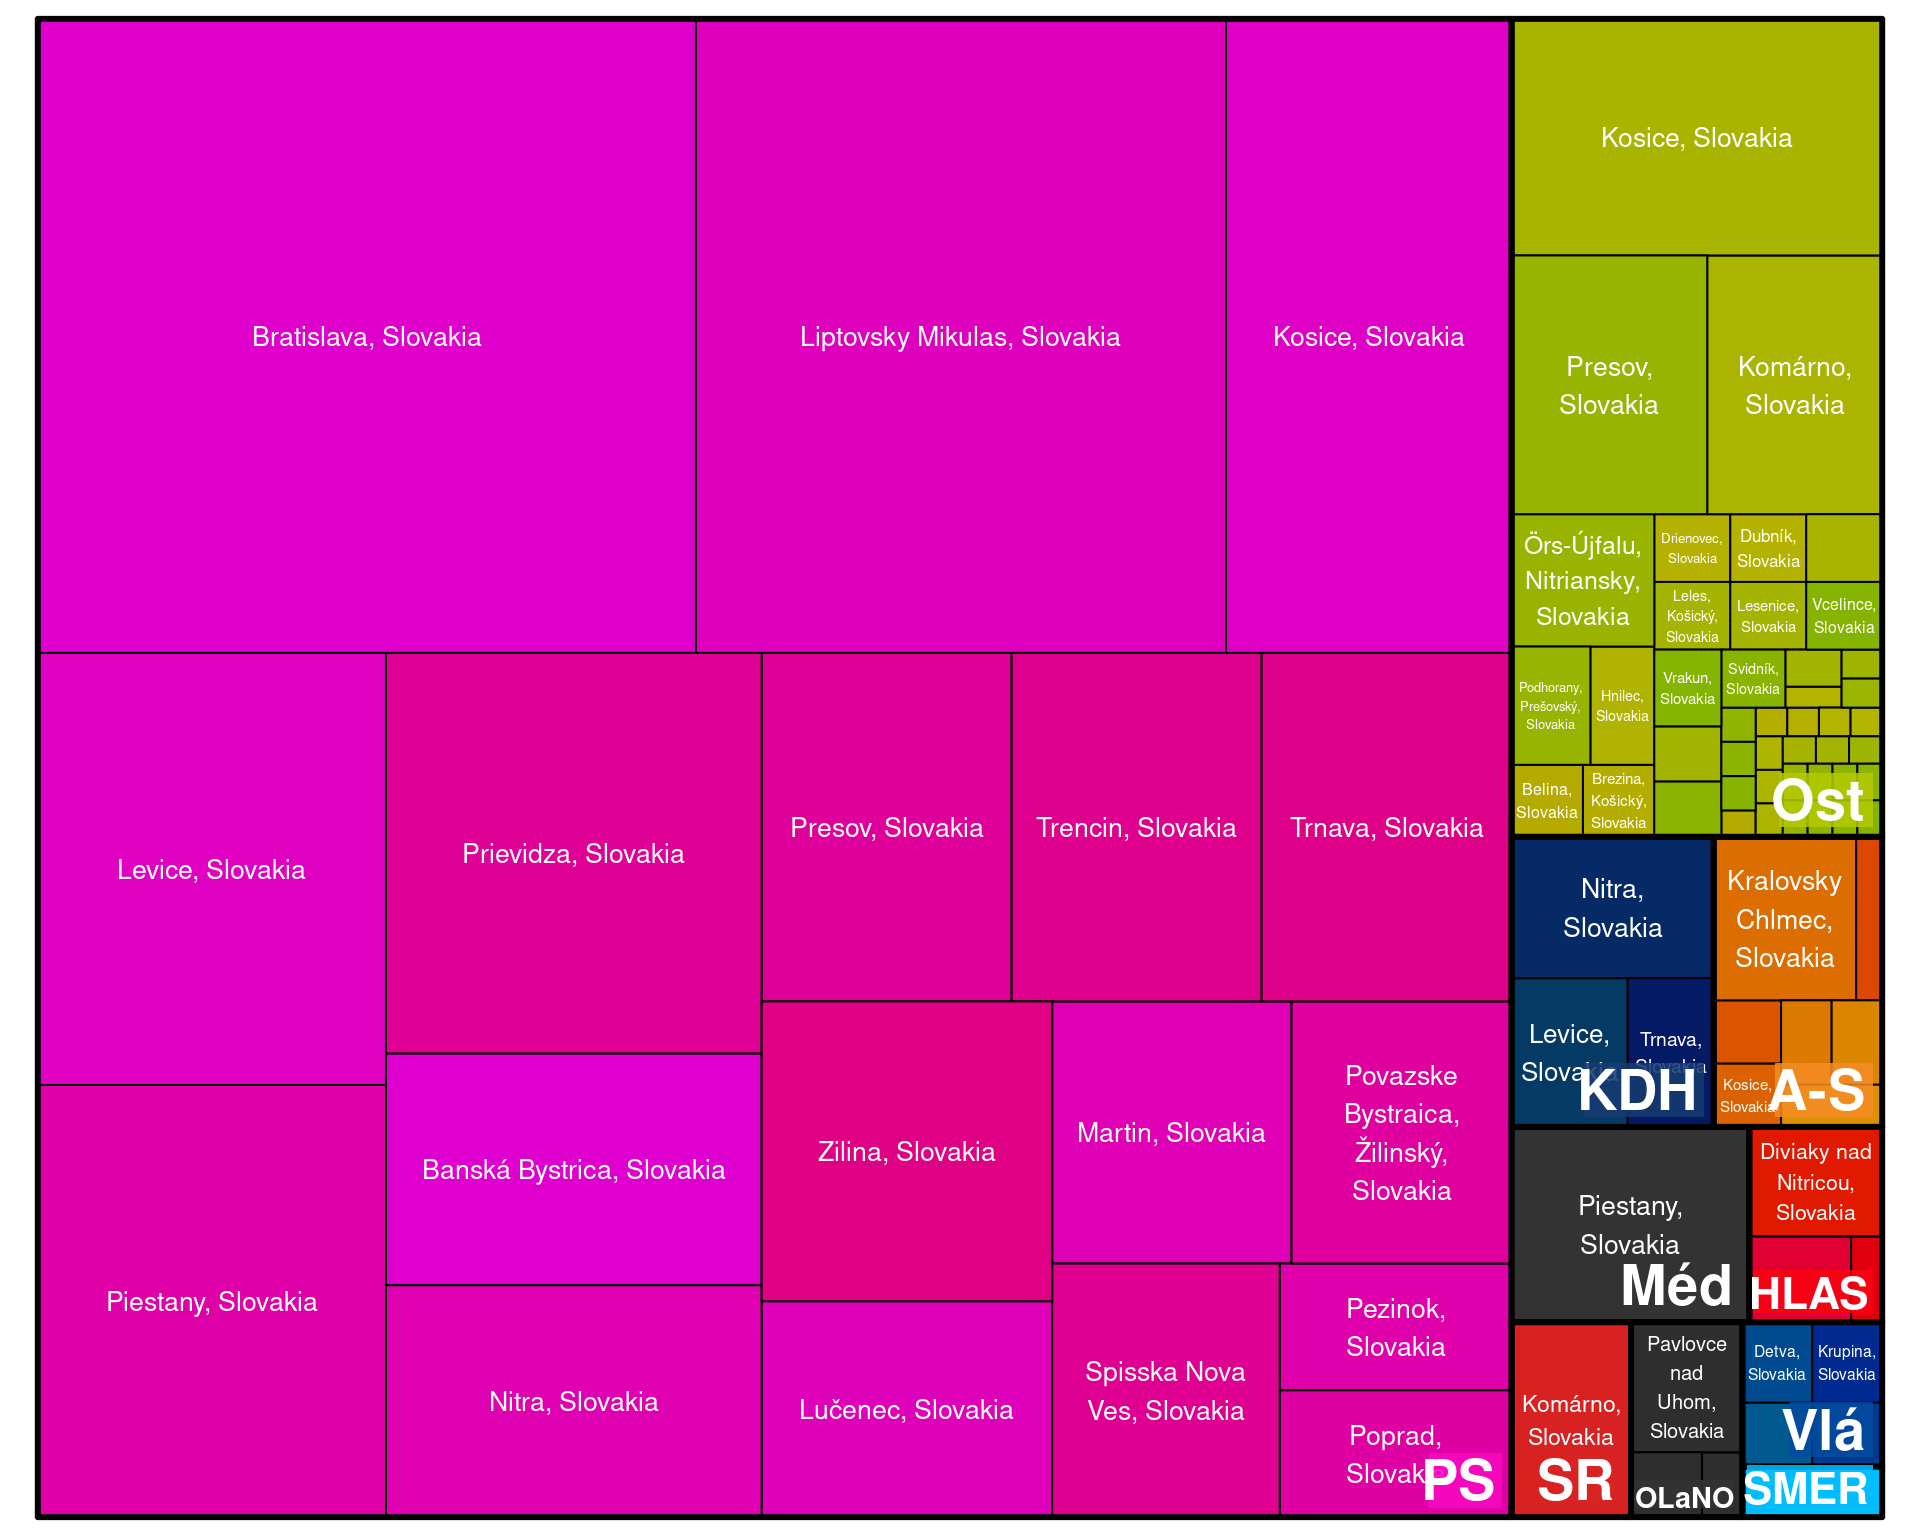 Bratislava, Slovakia
Liptovsky Mikulas, Slovakia
Kosice, Slovakia
Levice, Slovakia
Piestany, Slovakia
Prievidza, Slovakia
Banská Bystrica, Slovakia
Nitra, Slovakia
Presov, Slovakia
Trencin, Slovakia
Trnava, Slovakia
Zilina, Slovakia
Lučenec, Slovakia
Martin, Slovakia
Povazske
Bystraica,
Žilinský,
Slovakia
Spisska Nova
Ves, Slovakia
Pezinok,
Slovakia
Poprad,
Slovakia
PS
Kosice, Slovakia
Presov,
Slovakia
Komárno,
Slovakia
Örs-Újfalu,
Nitriansky,
Slovakia
Drienovec,
Slovakia
Dubník,
Slovakia
Leles,
Košický,
Slovakia
Lesenice,
Slovakia
Vcelince,
Slovakia
Podhorany,
Prešovský,
Slovakia
Hnilec,
Slovakia
Vrakun,
Slovakia
Svidník,
Slovakia
Belina,
Slovakia
Brezina,
Košický,
Slovakia
Ost
Nitra,
Slovakia
Levice,
Slovakia
Trnava,
Slovakia
KDH
Kralovsky
Chlmec,
Slovakia
Kosice,
Slovakia
A-S
Piestany,
Slovakia
Méd
Diviaky nad
Nitricou,
Slovakia
HLAS
Komárno,
Slovakia
SR
Pavlovce
nad
Uhom,
Slovakia
OLaNO
Detva,
Slovakia
Krupina,
Slovakia
Vlá
SMER